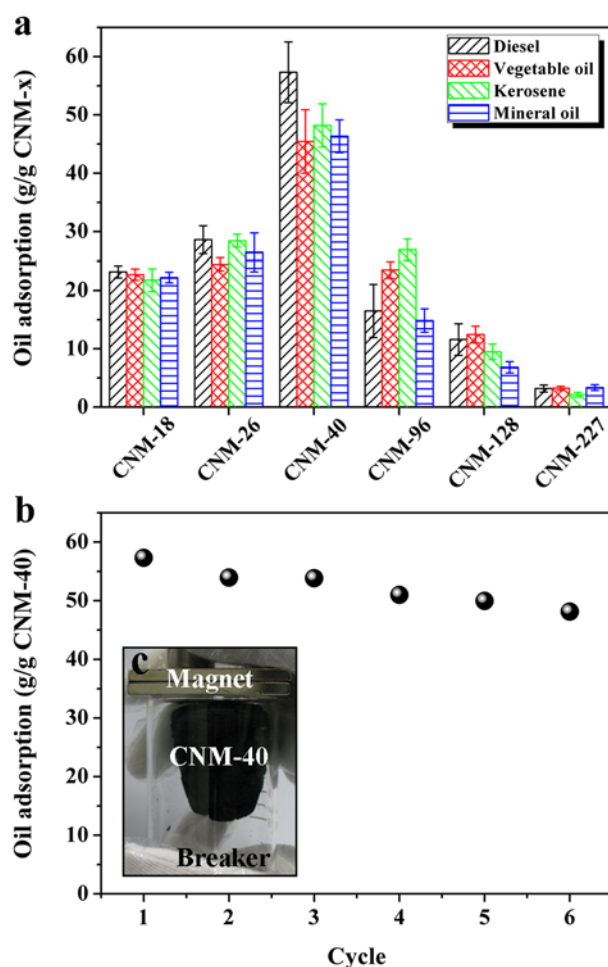 a
Oil adsorption (g/g CNM-x)
60
50
40
30
20
10
0
Diesel
Vegetable oil
Kerosene
Mineral oil
CNM-18
CNM-26
CNM-40
CNM-96
CNM-128
CNM-227
b
Oil adsorption (g/g CNM-40)
60
50
40
30
20
10
0
c
Magnet
CNM-40
Breaker
1 2 3 4 5 6
Cycle